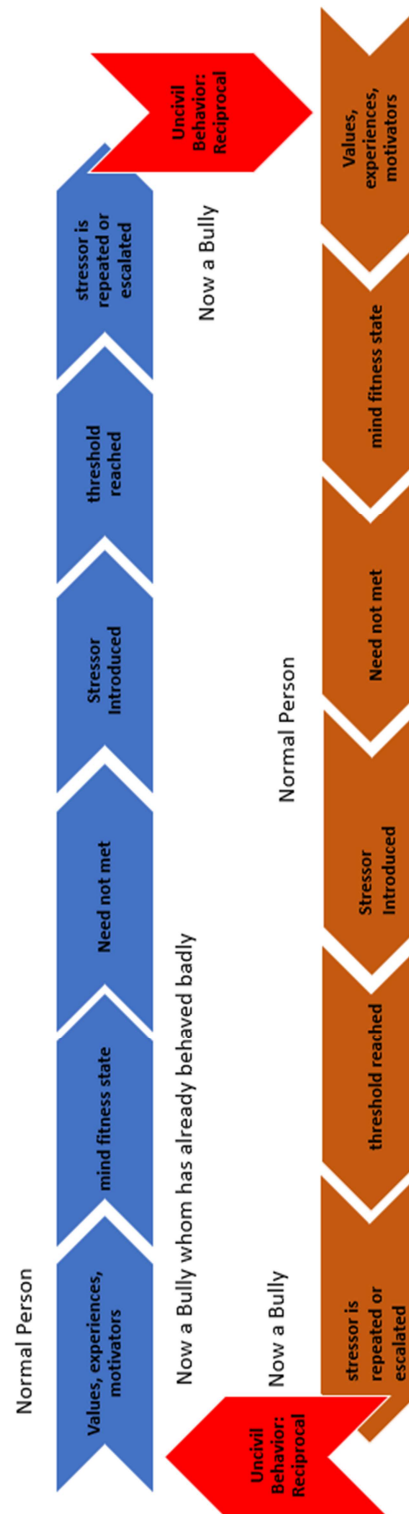 Normal Person
Values, experiences,
motivators
mind fitness state
Need not met
Stressor
Introduced
threshold
reached
stressor is
repeated or
escalated
Uncivil
Behavior:
Reciprocal
Now a Bully whom has already behaved badly
Now a Bully
Now a Bully
Normal Person
Uncivil
Behavior:
Reciprocal
stressor is
repeated or
escalated
threshold reached
Stressor
Introduced
Need not met
mind fitness state
Values,
experiences,
motivators